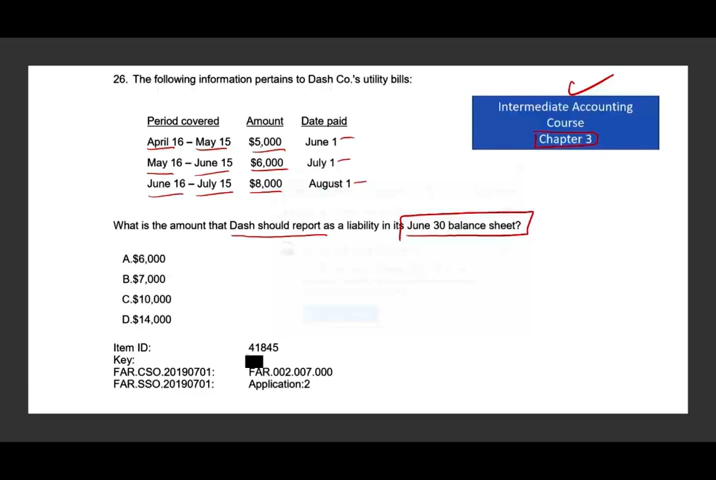 26. The following information pertains to Dash Co.'s utility bills:
Intermediate Accounting
Course
Chapter 3
Period covered Amount Date paid
April 16 – May 15 $5,000 June 1
May 16 – June 15 $6,000 July 1
June 16 – July 15 $8,000 August 1
What is the amount that Dash should report as a liability in its June 30 balance sheet?
A.$6,000
B.$7,000
C.$10,000
D.$14,000
Item ID: 41845
Key:
FAR.CSO.20190701: FAR.002.007.000
FAR.SSO.20190701: Application:2